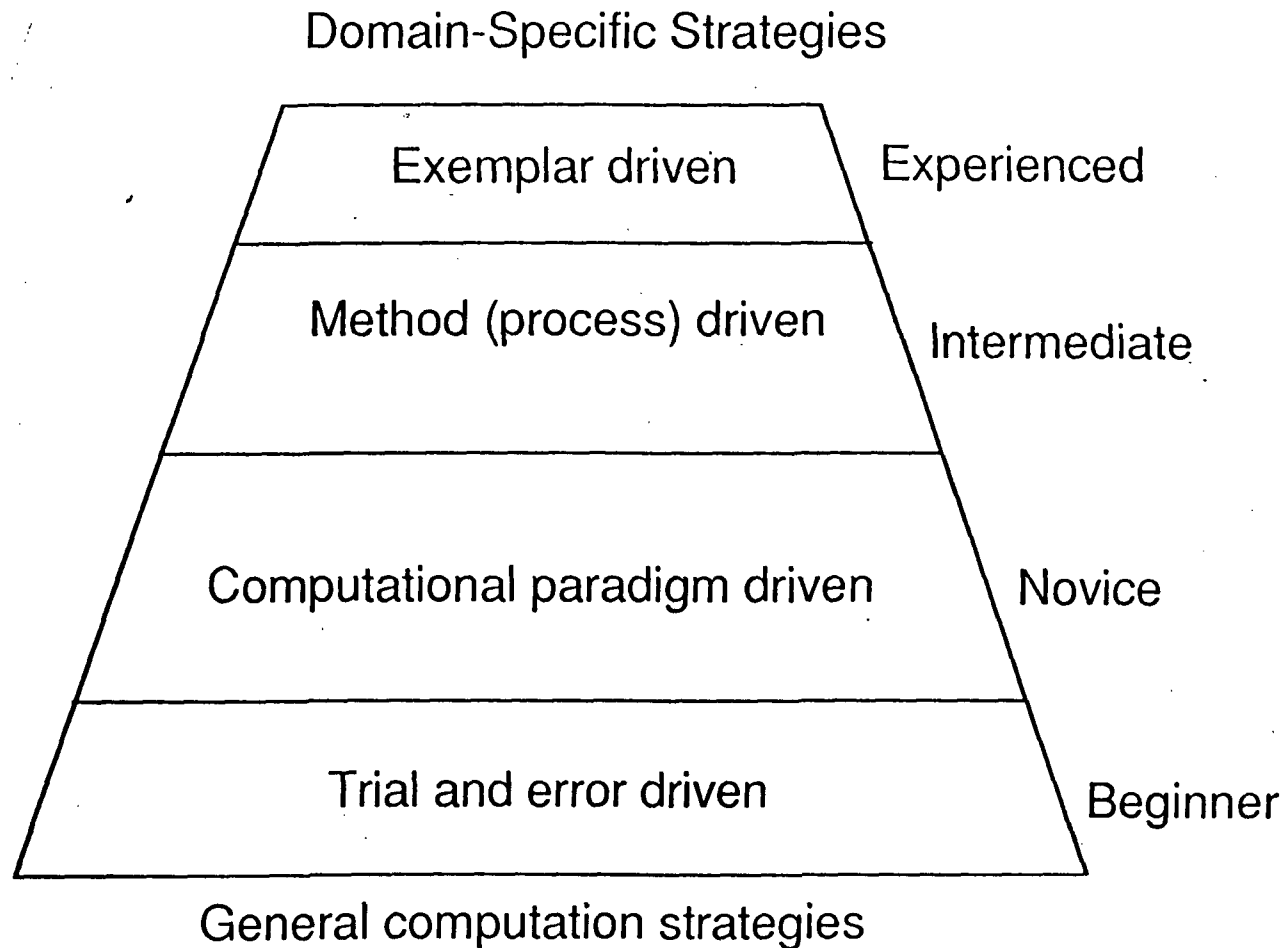 Domain-Specific Strategies
Exemplar driven
Experienced
Method (process) driven
Intermediate
Computational paradigm driven
Novice
Trial and error driven
Beginner
General computation strategies